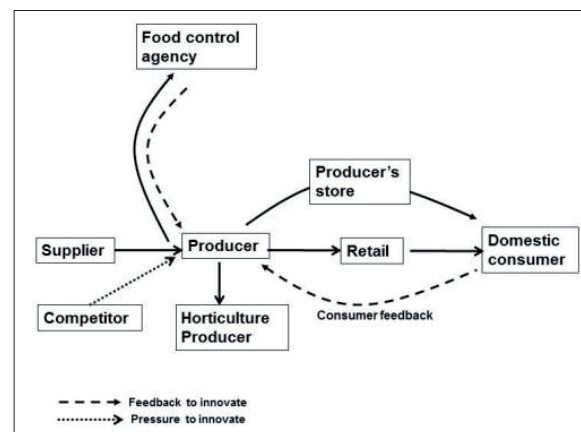 Food control
agency
Producer's
store
Supplier
Producer
Retail
Domestic
consumer
Competitor
Horticulture
Producer
Consumer feedback
Feedback to innovate
Pressure to innovate